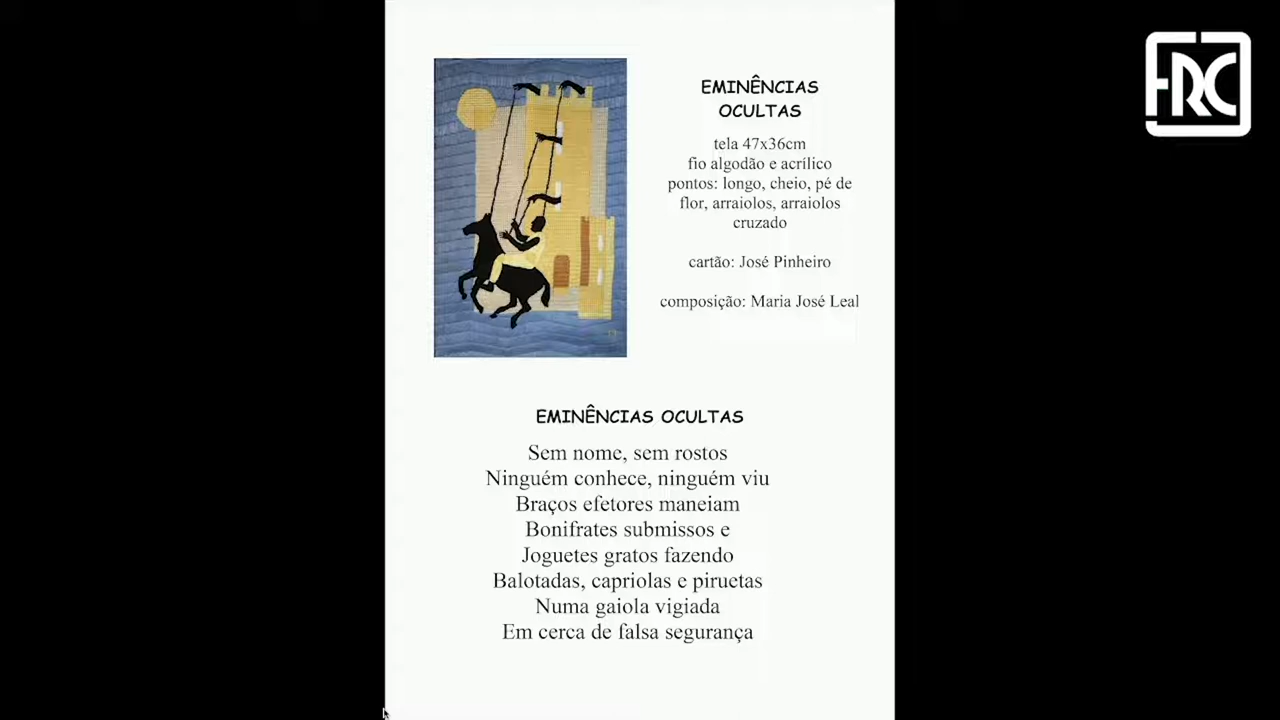 EMINÊNCIAS
OCULTAS
tela 47x36cm
fio algodão e acrílico
pontos: longo, cheio, pé de
flor, arraiolos, arraiolos
cruzado
cartão: José Pinheiro
composição: Maria José Leal
EMINÊNCIAS OCULTAS
Sem nome, sem rostos
Ninguém conhece, ninguém viu
Braços efetores maneiam
Bonifrates submissos e
Joguetes gratos fazendo
Balotadas, capriolas e piruetas
Numa gaiola vigiada
Em cerca de falsa segurança
FRC